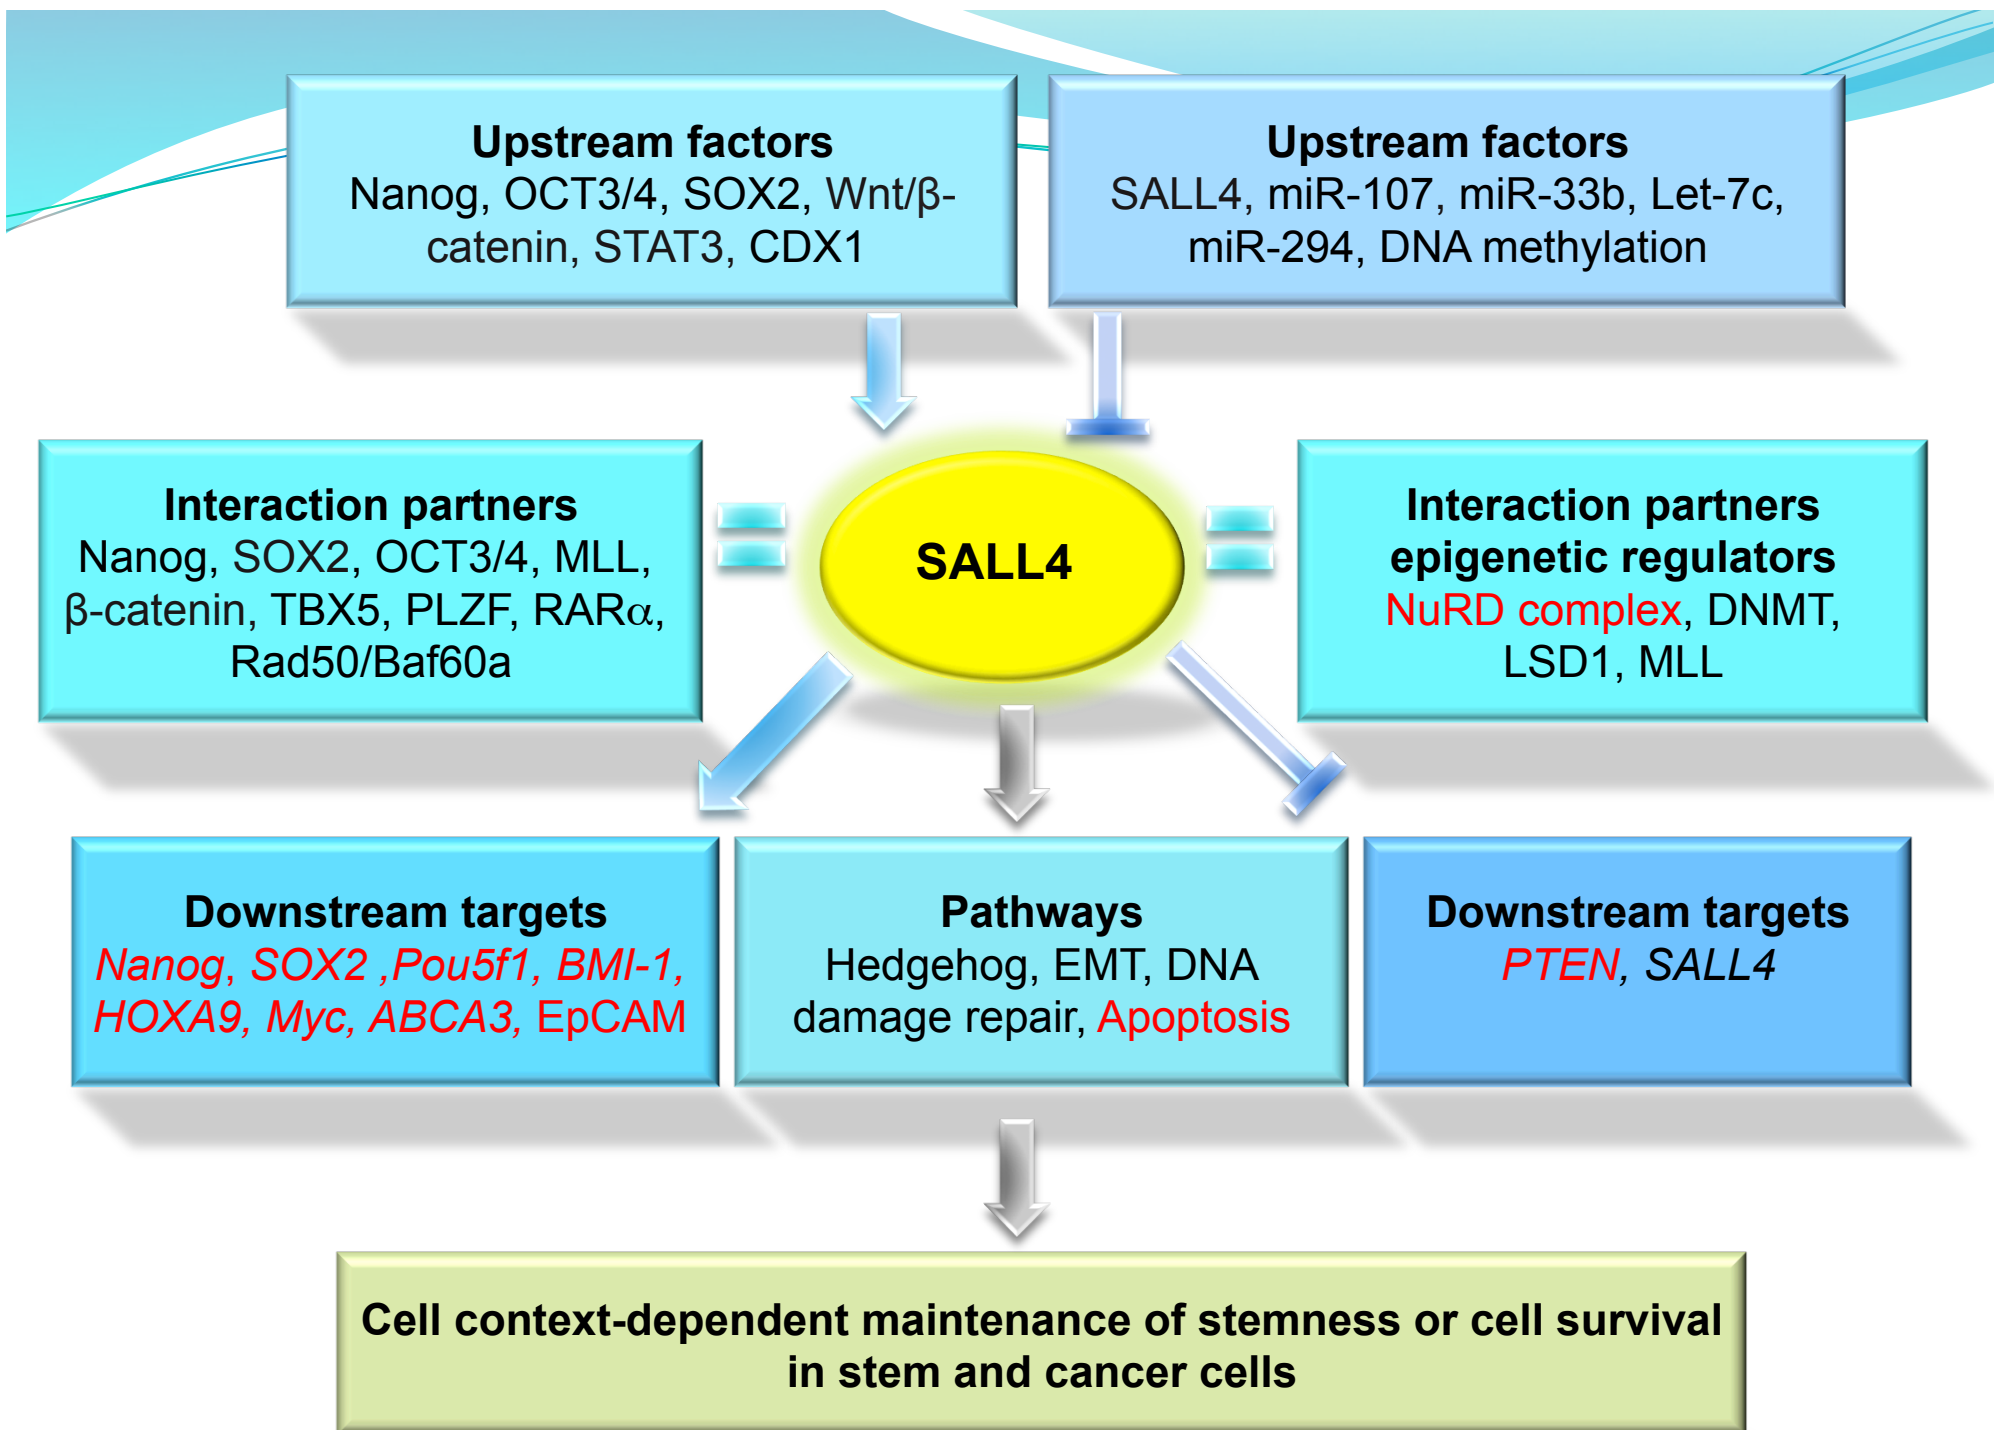 Upstream factors
Nanog, OCT3/4, SOX2, Wnt/β-
catenin, STAT3, CDX1
Upstream factors
SALL4, miR-107, miR-33b, Let-7c,
miR-294, DNA methylation
Interaction partners
Nanog, SOX2, OCT3/4, MLL,
β-catenin, TBX5, PLZF, RARα,
Rad50/Baf60a
SALL4
Interaction partners
epigenetic regulators
NuRD complex, DNMT,
LSD1, MLL
Downstream targets
Nanog, SOX2 ,Pou5f1, BMI-1,
HOXA9, Myc, ABCA3, EpCAM
Pathways
Hedgehog, EMT, DNA
damage repair, Apoptosis
Downstream targets
PTEN, SALL4
Cell context-dependent maintenance of stemness or cell survival
in stem and cancer cells